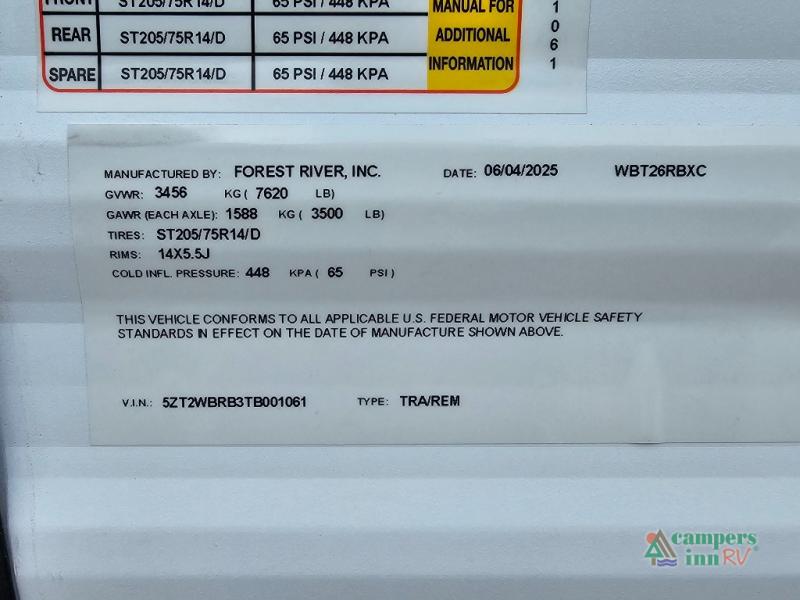 FRONT ST205/75R14/D 65 PSI / 448 KPA MANUAL FOR
REAR ST205/75R14/D 65 PSI / 448 KPA ADDITIONAL
SPARE ST205/75R14/D 65 PSI / 448 KPA INFORMATION
1
0
6
1
MANUFACTURED BY: FOREST RIVER, INC. DATE: 06/04/2025 WBT26RBXC
GVWR: 3456 KG ( 7620 LB)
GAWR (EACH AXLE): 1588 KG ( 3500 LB)
TIRES: ST205/75R14/D
RIMS: 14X5.5J
COLD INFL. PRESSURE: 448 KPA ( 65 PSI )
THIS VEHICLE CONFORMS TO ALL APPLICABLE U.S. FEDERAL MOTOR VEHICLE SAFETY
STANDARDS IN EFFECT ON THE DATE OF MANUFACTURE SHOWN ABOVE.
V.I.N.: 5ZT2WBRB3TB001061 TYPE: TRA/REM
campers
inn RV